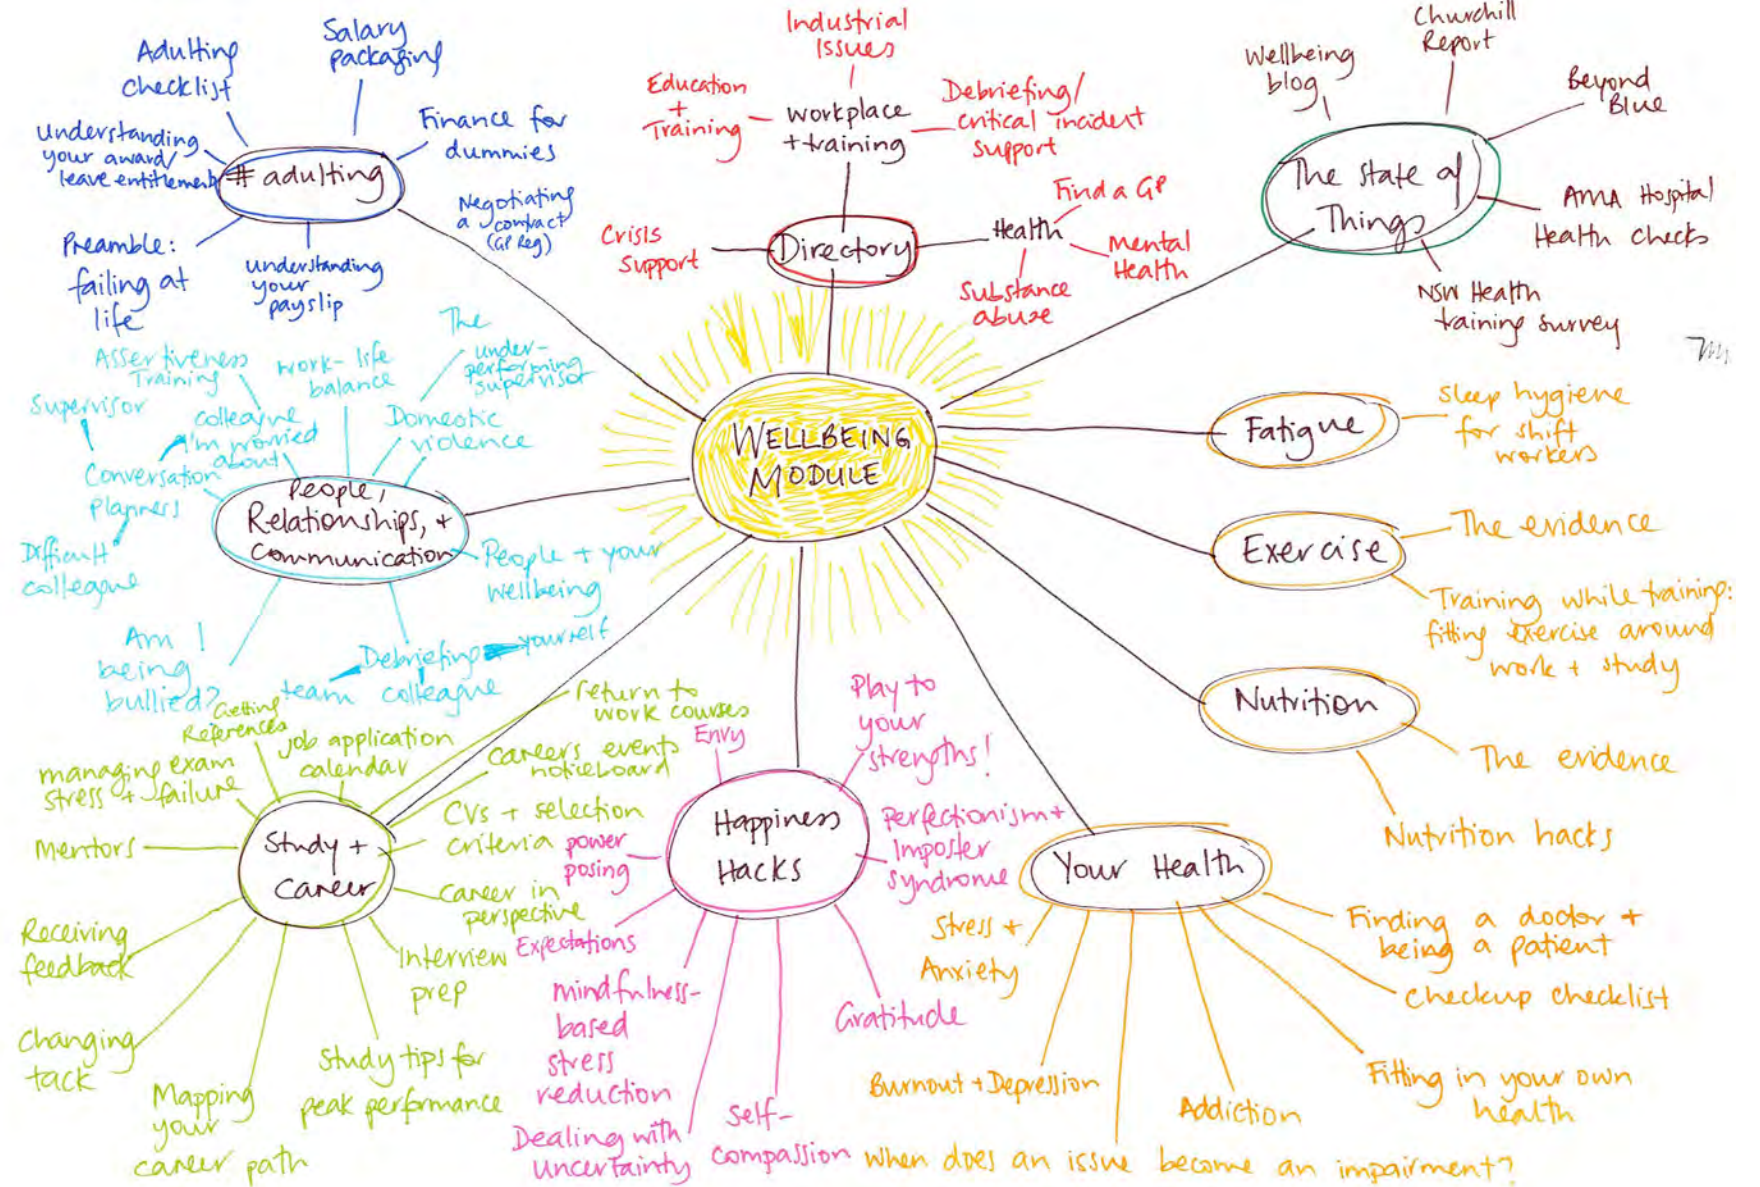 Adulting
checklist
Salary
packaging
Understanding
your award/
leave entitlement
# adulting
Finance for
dummies
Negotiating
a contract
(GP Reg)
Preamble:
failing at
life
understanding
your
payslip
Industrial
Issues
Education
+
Training
workplace
+ training
Debriefing/
critical incident
support
Crisis
Support
Directory
Health
Find a GP
Mental
Health
Substance
abuse
Wellbeing
blog
Churchill
Report
Beyond
Blue
The state of
Things
AMA Hospital
Health checks
NSW Health
training survey
WELLBEING
MODULE
Assertiveness
Training
work-life
balance
The
under-
performing
supervisor
Supervisor
colleague
I'm worried
about
Domestic
violence
Conversation
Planners
Difficult
colleague
People,
Relationships, +
communication
People + your
wellbeing
Am I
being
bullied?
Debriefing
yourself
team
colleague
Fatigue
sleep hygiene
for shift
workers
Exercise
The evidence
Training while training:
fitting exercise around
work + study
Nutrition
The evidence
Nutrition hacks
Getting
References
job application
calendar
return to
work courses
careers events
noticeboard
managing exam
stress + failure
Mentors
Study +
career
CVs + selection
criteria
career in
perspective
Receiving
feedback
Interview
prep
Changing
tack
Mapping
your
career path
Study tips for
peak performance
Envy
Play to
your
strengths!
Happiness
Hacks
power
posing
Perfectionism +
Imposter
syndrome
Expectations
mindfulness-
based
stress
reduction
Gratitude
Dealing with
uncertainty
Self-
compassion
Your Health
Stress +
Anxiety
Finding a doctor +
being a patient
checkup checklist
Fitting in your own
health
Burnout + Depression
Addiction
when does an issue become an impairment?